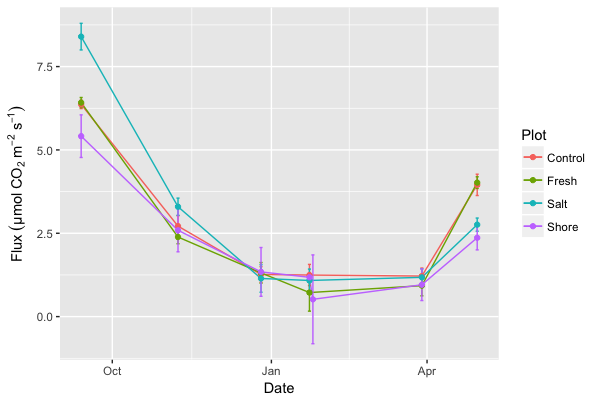 Flux (μmol CO₂ m⁻² s⁻¹)
7.5
5.0
2.5
0.0
Oct
Jan
Apr
Date
Plot
Control
Fresh
Salt
Shore